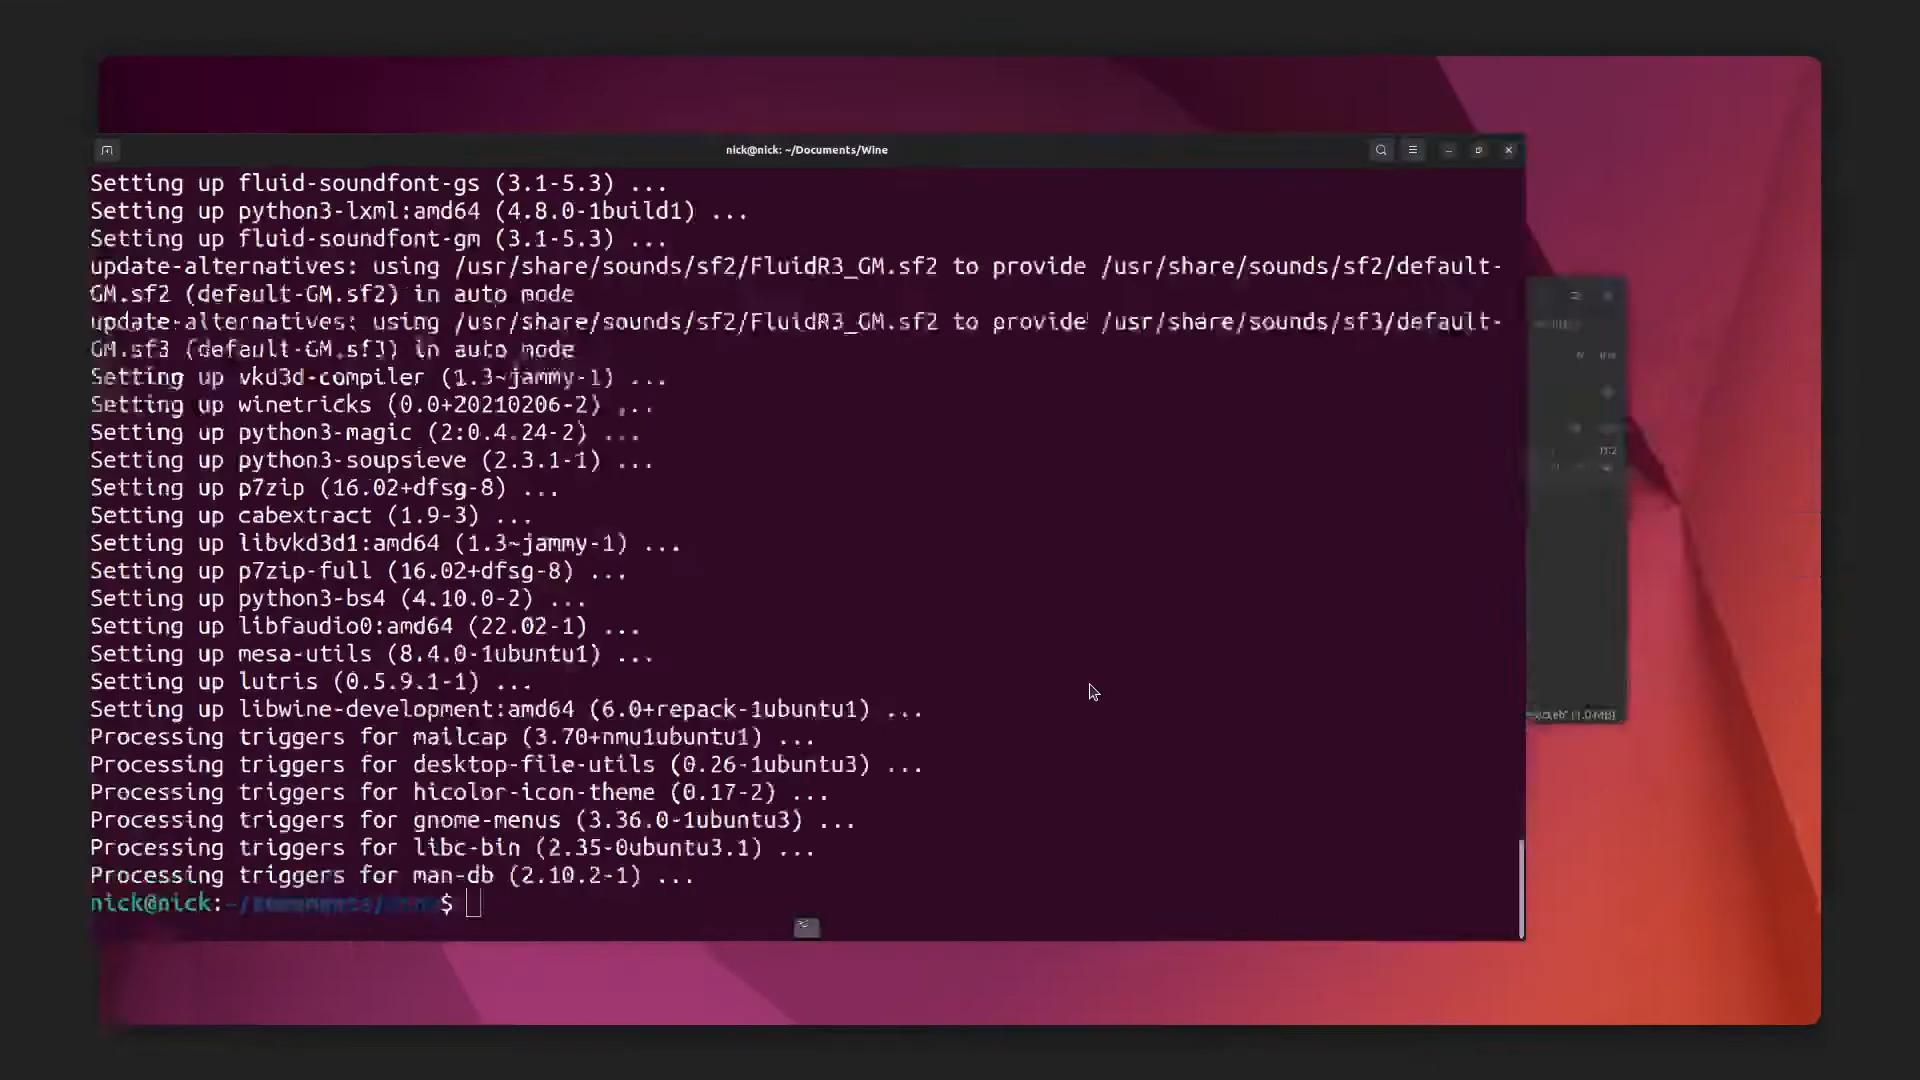 nick@nick: ~/Documents/Wine
Setting up fluid-soundfont-gs (3.1-5.3) ...
Setting up python3-lxml:amd64 (4.8.0-1build1) ...
Setting up fluid-soundfont-gm (3.1-5.3) ...
update-alternatives: using /usr/share/sounds/sf2/FluidR3_GM.sf2 to provide /usr/share/sounds/sf2/default-
GM.sf2 (default-GM.sf2) in auto mode
update-alternatives: using /usr/share/sounds/sf2/FluidR3_GM.sf2 to provide /usr/share/sounds/sf3/default-
GM.sf3 (default-GM.sf3) in auto mode
Setting up vkd3d-compiler (1.3~jammy-1) ...
Setting up winetricks (0.0+20210206-2) ...
Setting up python3-magic (2:0.4.24-2) ...
Setting up python3-soupsieve (2.3.1-1) ...
Setting up p7zip (16.02+dfsg-8) ...
Setting up cabextract (1.9-3) ...
Setting up libvkd3d1:amd64 (1.3~jammy-1) ...
Setting up p7zip-full (16.02+dfsg-8) ...
Setting up python3-bs4 (4.10.0-2) ...
Setting up libfaudio0:amd64 (22.02-1) ...
Setting up mesa-utils (8.4.0-1ubuntu1) ...
Setting up lutris (0.5.9.1-1) ...
Setting up libwine-development:amd64 (6.0+repack-1ubuntu1) ...
Processing triggers for mailcap (3.70+nmu1ubuntu1) ...
Processing triggers for desktop-file-utils (0.26-1ubuntu3) ...
Processing triggers for hicolor-icon-theme (0.17-2) ...
Processing triggers for gnome-menus (3.36.0-1ubuntu3) ...
Processing triggers for libc-bin (2.35-0ubuntu3.1) ...
Processing triggers for man-db (2.10.2-1) ...
nick@nick:~/Documents/Wine$